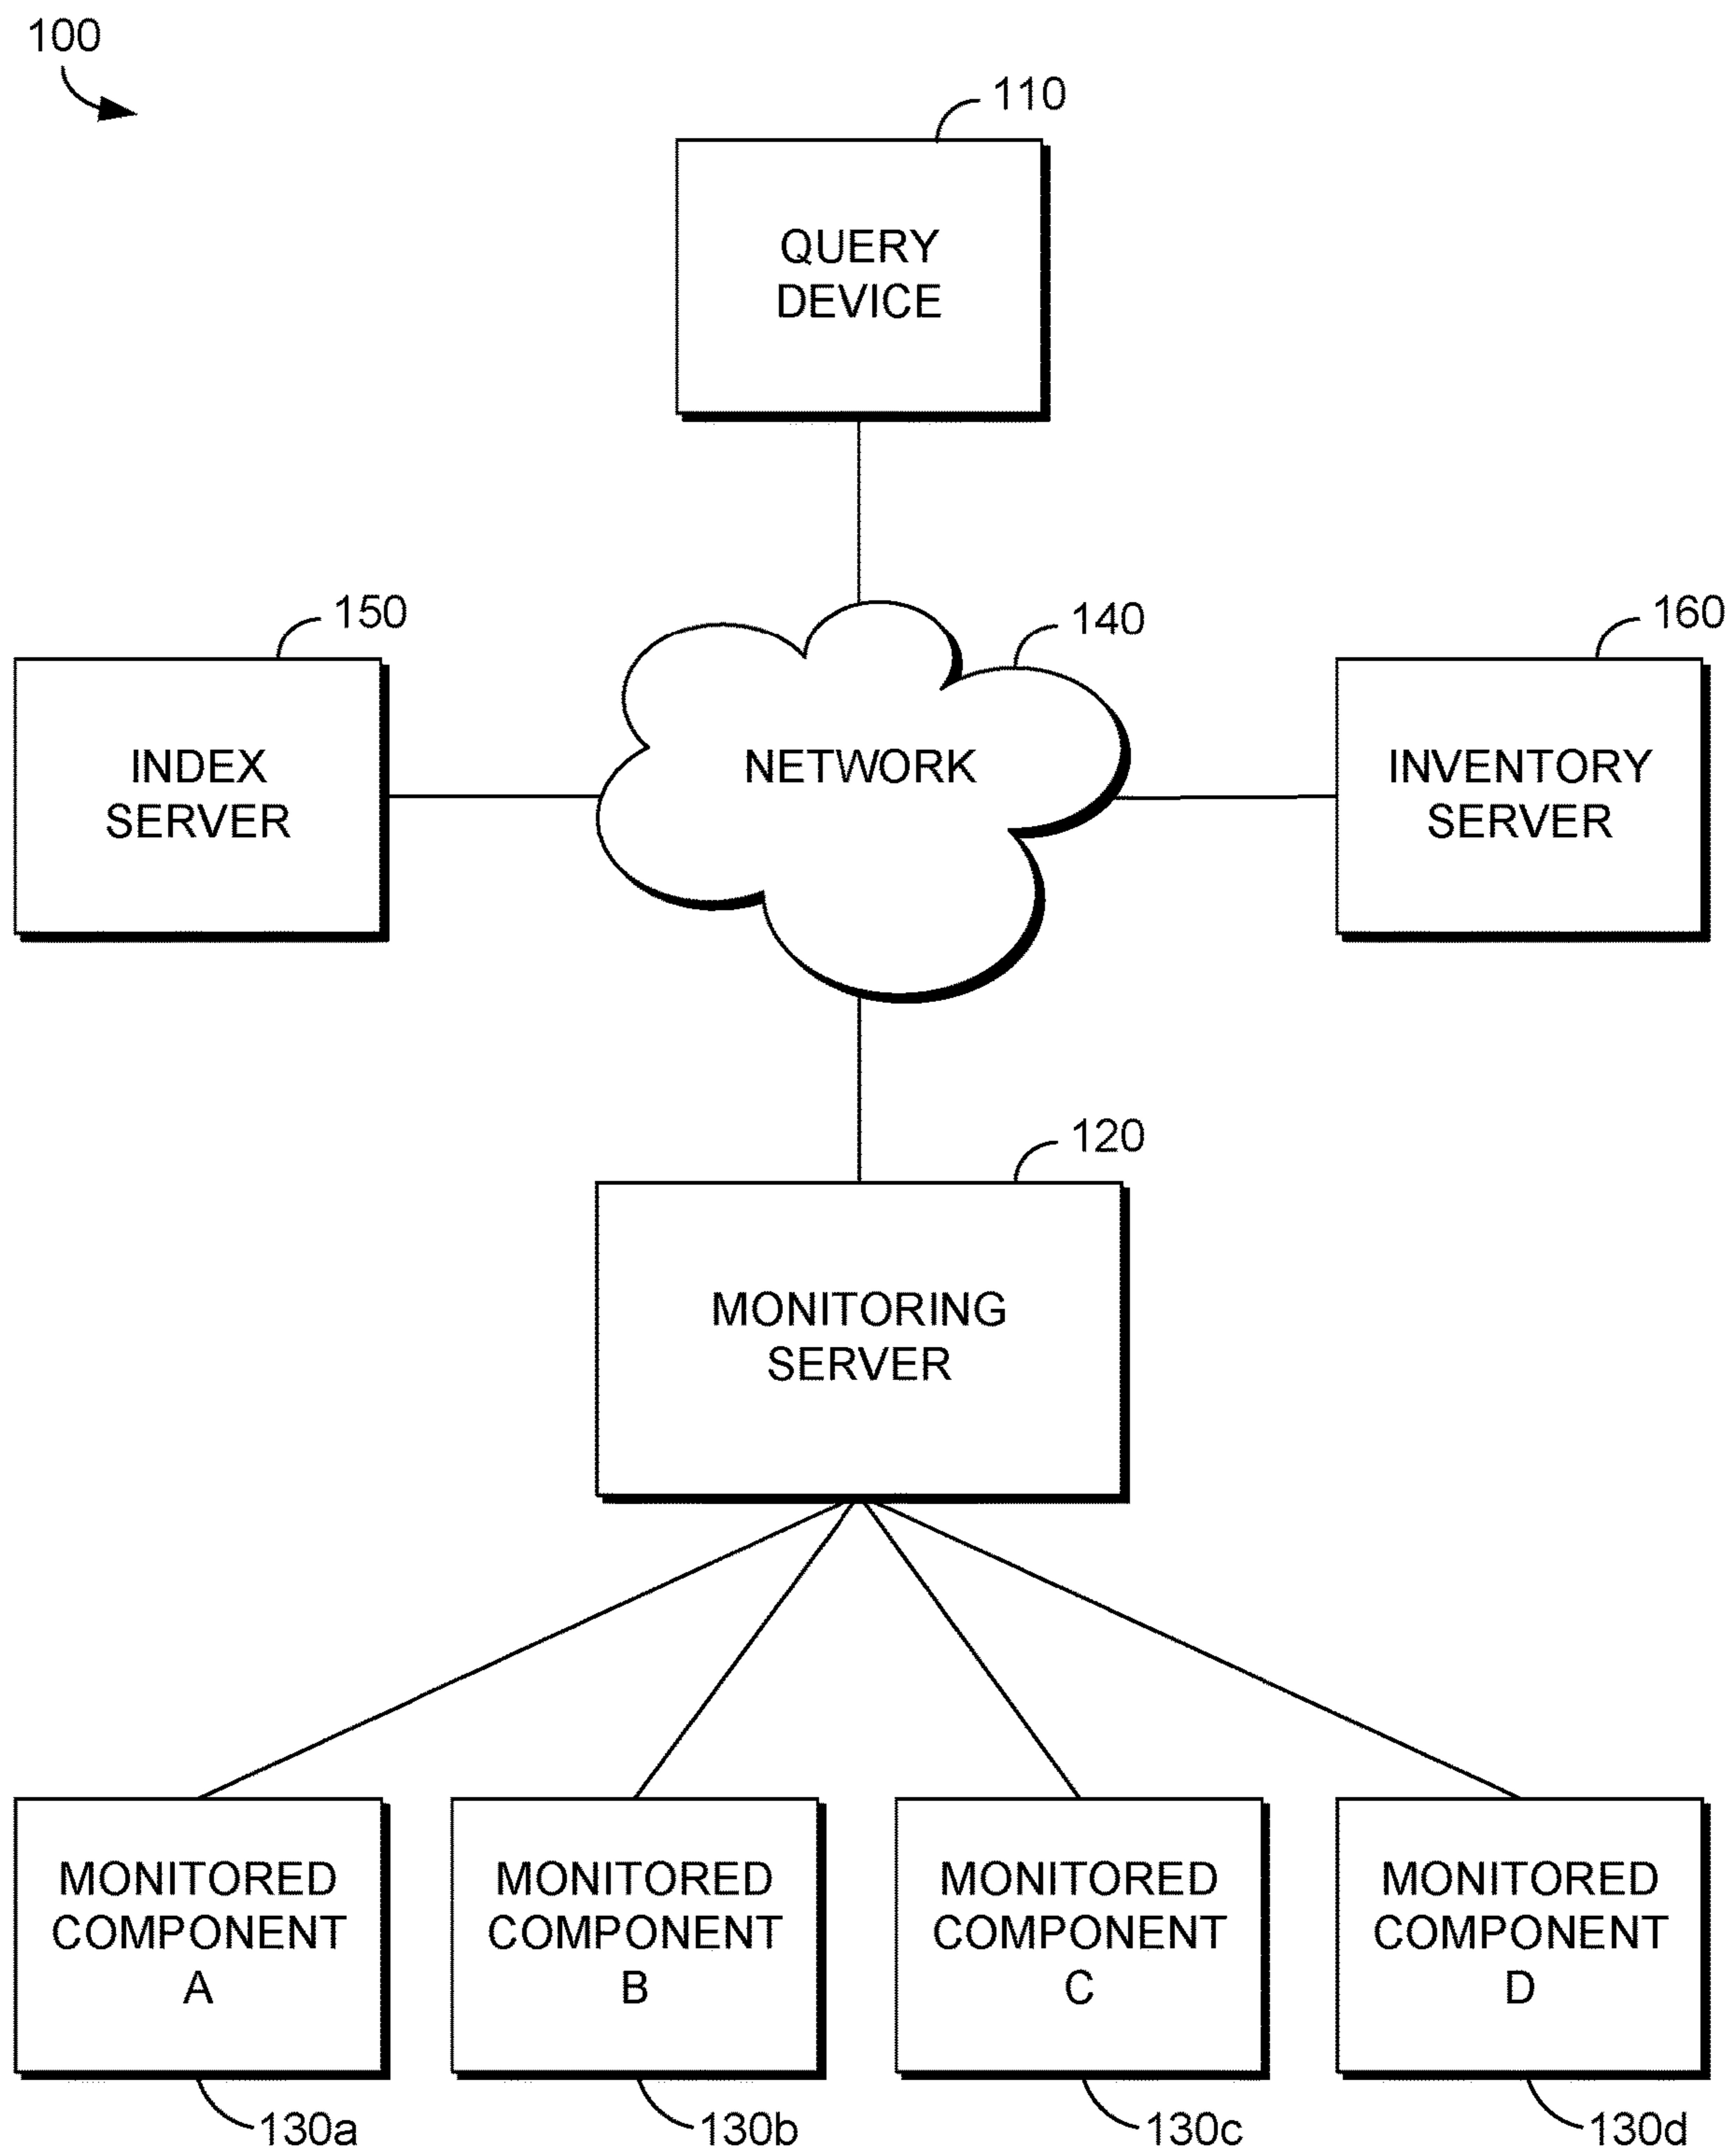 100
110
QUERY
DEVICE
150
140
160
INDEX
SERVER
NETWORK
INVENTORY
SERVER
120
MONITORING
SERVER
MONITORED
COMPONENT
A
MONITORED
COMPONENT
B
MONITORED
COMPONENT
C
MONITORED
COMPONENT
D
130a
130b
130c
130d